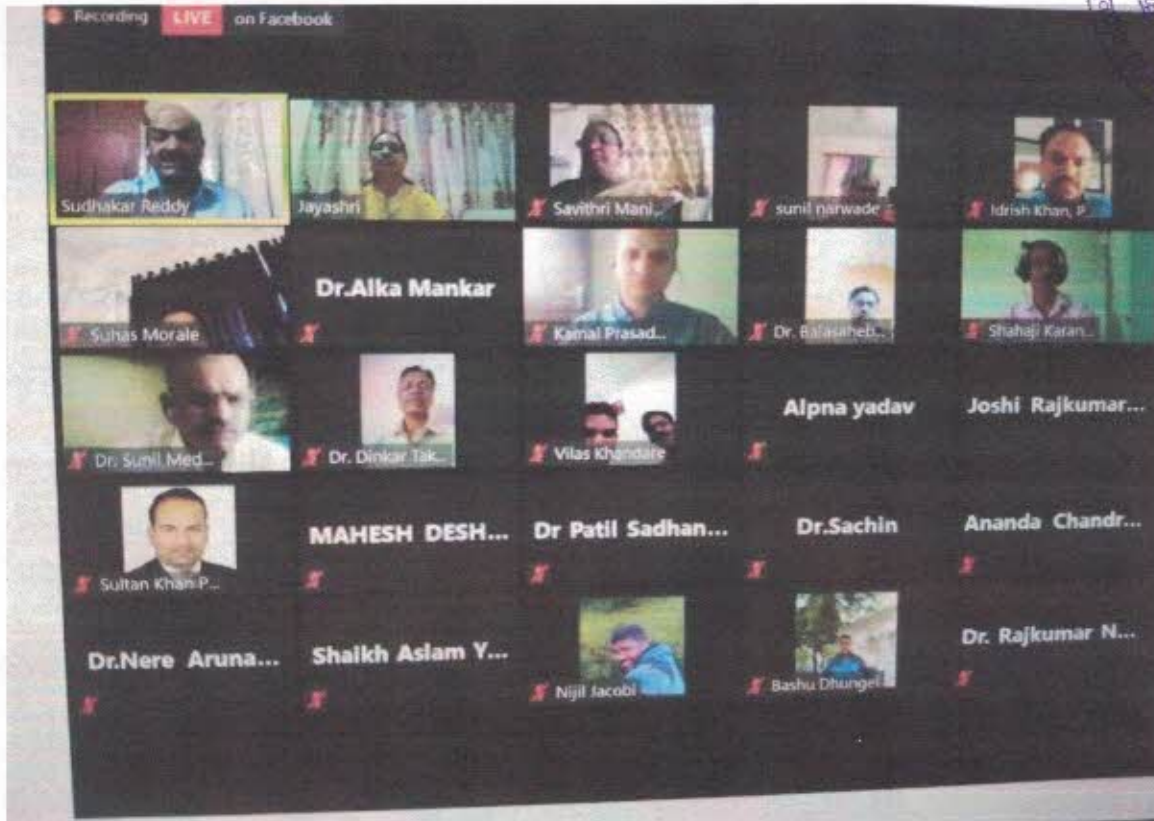 Recording LIVE on Facebook
Sudhakar Reddy
Jayashri
Savithri Mani...
sunil narwade
Idrish Khan, P...
Suhas Morale
Dr.Alka Mankar
Kamal Prasad...
Dr. Balasaheb...
Shahaji Karan...
Dr. Sunil Med...
Dr. Dinkar Tak...
Vilas Khandare
Alpna yadav
Joshi Rajkumar...
Sultan Khan P...
MAHESH DESH...
Dr Patil Sadhan...
Dr.Sachin
Ananda Chandr...
Dr.Nere Aruna...
Shaikh Aslam Y...
Nijil Jacobi
Bashu Dhungel
Dr. Rajkumar N...